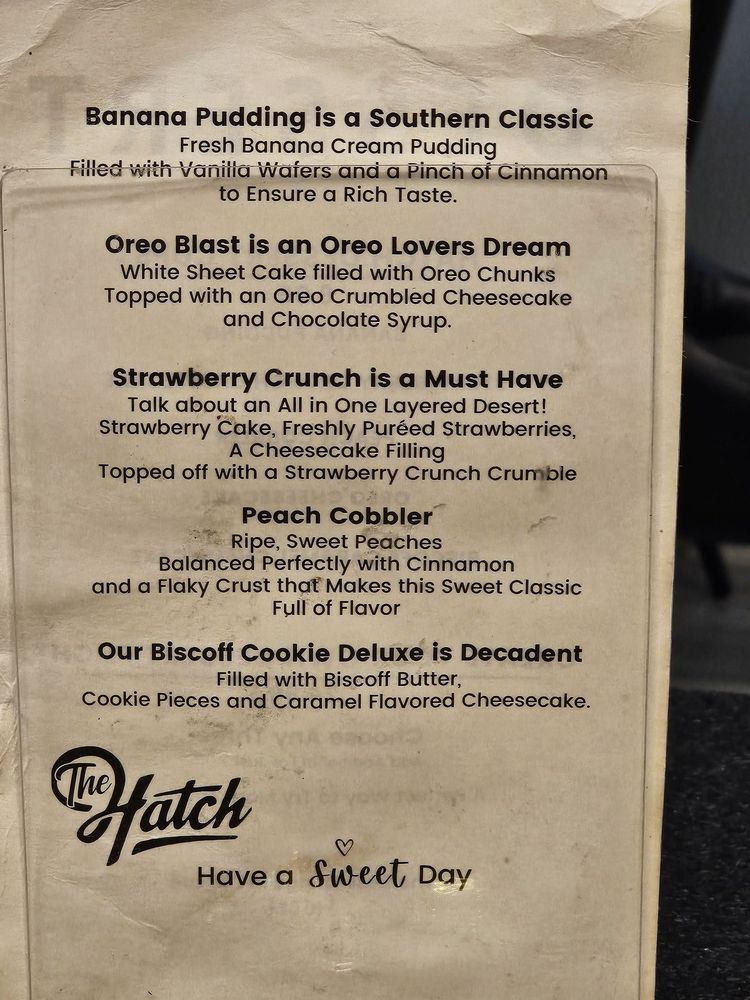 Banana Pudding is a Southern Classic
Fresh Banana Cream Pudding
Filled with Vanilla Wafers and a Pinch of Cinnamon
to Ensure a Rich Taste.
Oreo Blast is an Oreo Lovers Dream
White Sheet Cake filled with Oreo Chunks
Topped with an Oreo Crumbled Cheesecake
and Chocolate Syrup.
Strawberry Crunch is a Must Have
Talk about an All in One Layered Desert!
Strawberry Cake, Freshly Puréed Strawberries,
A Cheesecake Filling
Topped off with a Strawberry Crunch Crumble
Peach Cobbler
Ripe, Sweet Peaches
Balanced Perfectly with Cinnamon
and a Flaky Crust that Makes this Sweet Classic
Full of Flavor
Our Biscoff Cookie Deluxe is Decadent
Filled with Biscoff Butter,
Cookie Pieces and Caramel Flavored Cheesecake.
The Hatch
Have a Sweet Day